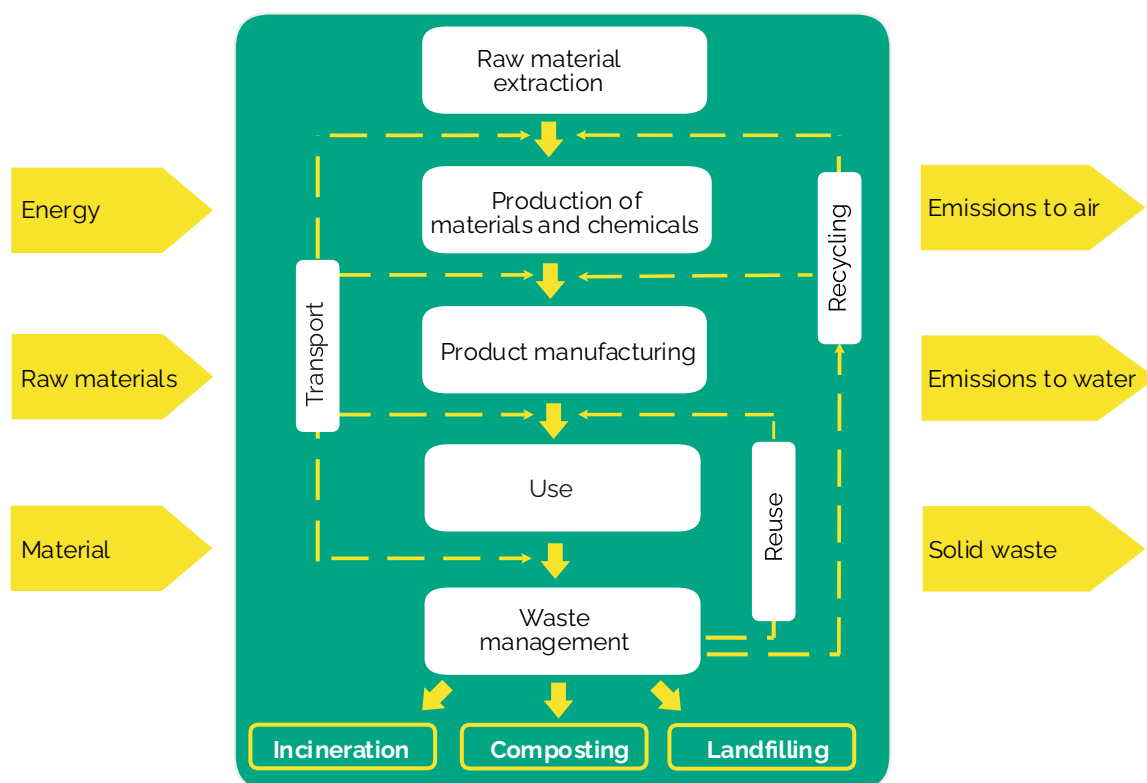 Raw material
extraction
Energy
Production of
materials and chemicals
Emissions to air
Recycling
Transport
Raw materials
Product manufacturing
Emissions to water
Use
Reuse
Material
Solid waste
Waste
management
Incineration
Composting
Landfilling